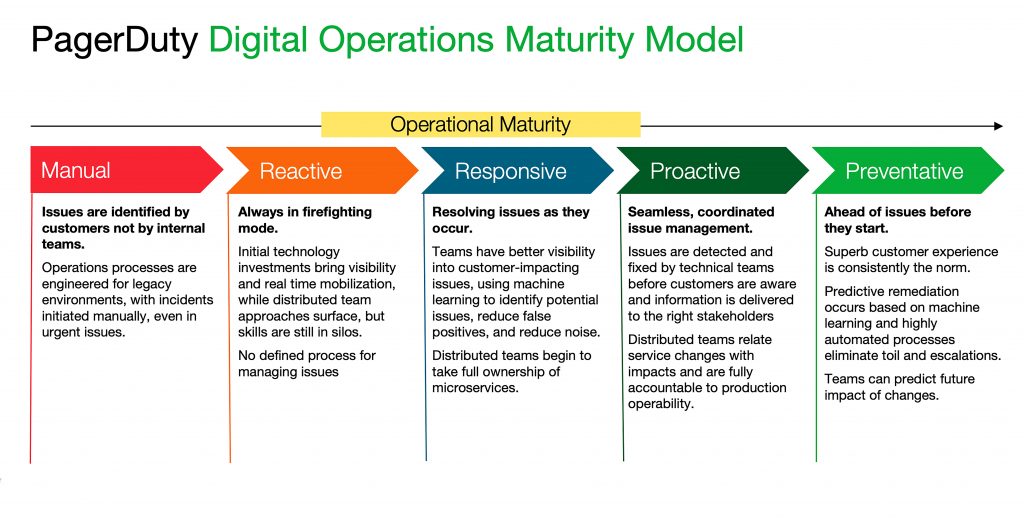 PagerDuty Digital Operations Maturity Model
Operational Maturity
Manual
Reactive
Responsive
Proactive
Preventative
Issues are identified by
customers not by internal
teams.
Operations processes are
engineered for legacy
environments, with incidents
initiated manually, even in
urgent issues.
Always in firefighting
mode.
Initial technology
investments bring visibility
and real time mobilization,
while distributed team
approaches surface, but
skills are still in silos.
No defined process for
managing issues
Resolving issues as they
occur.
Teams have better visibility
into customer-impacting
issues, using machine
learning to identify potential
issues, reduce false
positives, and reduce noise.
Distributed teams begin to
take full ownership of
microservices.
Seamless, coordinated
issue management.
Issues are detected and
fixed by technical teams
before customers are aware
and information is delivered
to the right stakeholders
Distributed teams relate
service changes with
impacts and are fully
accountable to production
operability.
Ahead of issues before
they start.
Superb customer experience
is consistently the norm.
Predictive remediation
occurs based on machine
learning and highly
automated processes
eliminate toil and escalations.
Teams can predict future
impact of changes.